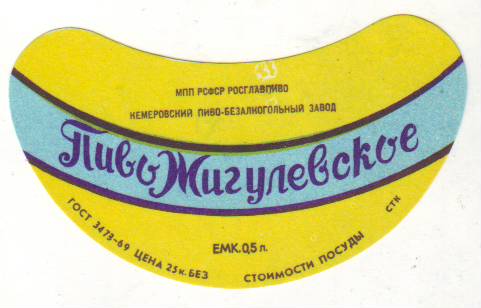 МПП РСФСР РОСГЛАВПИВО
КЕМЕРОВСКИЙ ПИВО-БЕЗАЛКОГОЛЬНЫЙ ЗАВОД
Пиво Жигулевское
ЕМК. 0,5 л.
ГОСТ 3473-69 ЦЕНА 25 к. БЕЗ СТОИМОСТИ ПОСУДЫ СТК